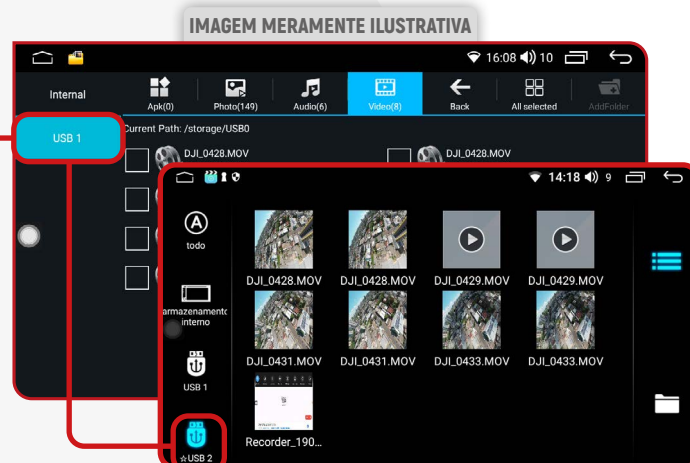 IMAGEM MERAMENTE ILUSTRATIVA
16:08 10
Internal
Apk(0)
Photo(149)
Audio(6)
Video(8)
Back
All selected
AddFolder
USB 1
Current Path: /storage/USB0
DJI_0428.MOV
DJI_0428.MOV
14:18 9
A
todo
armazenamento
interno
USB 1
☆USB 2
DJI_0428.MOV
DJI_0428.MOV
DJI_0429.MOV
DJI_0429.MOV
DJI_0431.MOV
DJI_0431.MOV
DJI_0433.MOV
DJI_0433.MOV
Recorder_190...